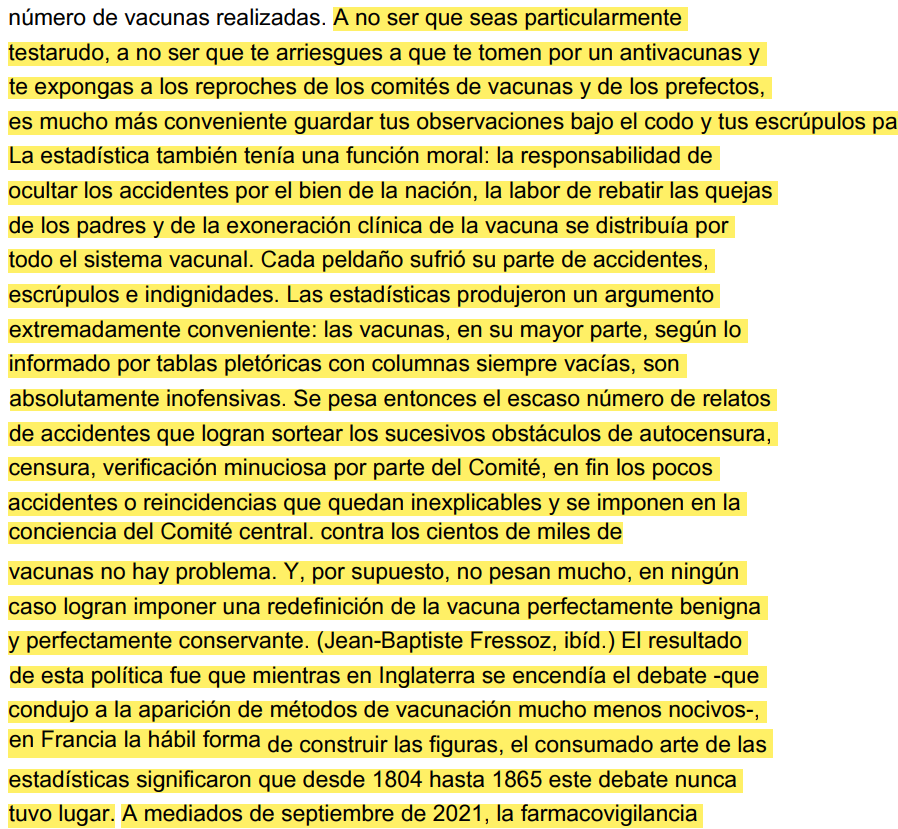 número de vacunas realizadas. A no ser que seas particularmente
testarudo, a no ser que te arriesgues a que te tomen por un antivacunas y
te expongas a los reproches de los comités de vacunas y de los prefectos,
es mucho más conveniente guardar tus observaciones bajo el codo y tus escrúpulos pa
La estadística también tenía una función moral: la responsabilidad de
ocultar los accidentes por el bien de la nación, la labor de rebatir las quejas
de los padres y de la exoneración clínica de la vacuna se distribuía por
todo el sistema vacunal. Cada peldaño sufrió su parte de accidentes,
escrúpulos e indignidades. Las estadísticas produjeron un argumento
extremadamente conveniente: las vacunas, en su mayor parte, según lo
informado por tablas pletóricas con columnas siempre vacías, son
absolutamente inofensivas. Se pesa entonces el escaso número de relatos
de accidentes que logran sortear los sucesivos obstáculos de autocensura,
censura, verificación minuciosa por parte del Comité, en fin los pocos
accidentes o reincidencias que quedan inexplicables y se imponen en la
conciencia del Comité central. contra los cientos de miles de
vacunas no hay problema. Y, por supuesto, no pesan mucho, en ningún
caso logran imponer una redefinición de la vacuna perfectamente benigna
y perfectamente conservante. (Jean-Baptiste Fressoz, ibíd.) El resultado
de esta política fue que mientras en Inglaterra se encendía el debate -que
condujo a la aparición de métodos de vacunación mucho menos nocivos-,
en Francia la hábil forma de construir las figuras, el consumado arte de las
estadísticas significaron que desde 1804 hasta 1865 este debate nunca
tuvo lugar. A mediados de septiembre de 2021, la farmacovigilancia